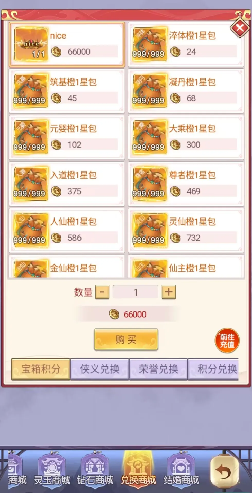 nice
1/1
66000
淬体橙1星包
999/999
24
筑基橙1星包
999/999
45
凝丹橙1星包
999/999
68
元婴橙1星包
999/999
102
大乘橙1星包
999/999
300
入道橙1星包
999/999
375
尊者橙1星包
999/999
469
人仙橙1星包
999/999
586
灵仙橙1星包
999/999
732
金仙橙1星包
仙主橙1星包
数量 - 1 +
66000
购买
前往
充值
宝箱积分 侠义兑换 荣誉兑换 积分兑换
商城 灵玉商城 钻石商城 兑换商城 结婚商城